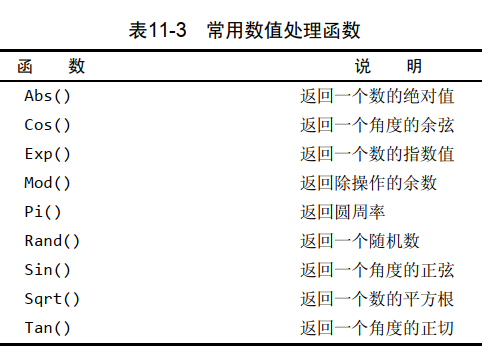 表11-3 常用数值处理函数
函 数 说 明
Abs() 返回一个数的绝对值
Cos() 返回一个角度的余弦
Exp() 返回一个数的指数值
Mod() 返回除操作的余数
Pi() 返回圆周率
Rand() 返回一个随机数
Sin() 返回一个角度的正弦
Sqrt() 返回一个数的平方根
Tan() 返回一个角度的正切